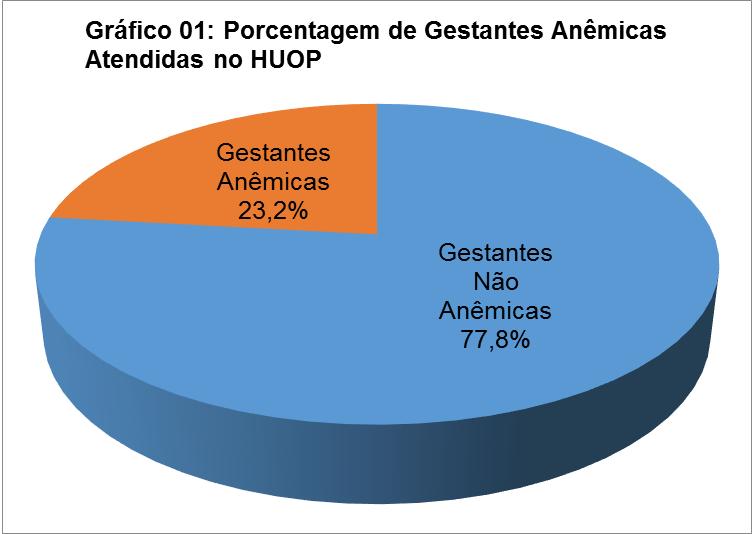 Gráfico 01: Porcentagem de Gestantes Anêmicas
Atendidas no HUOP
Gestantes
Anêmicas
23,2%
Gestantes
Não
Anêmicas
77,8%